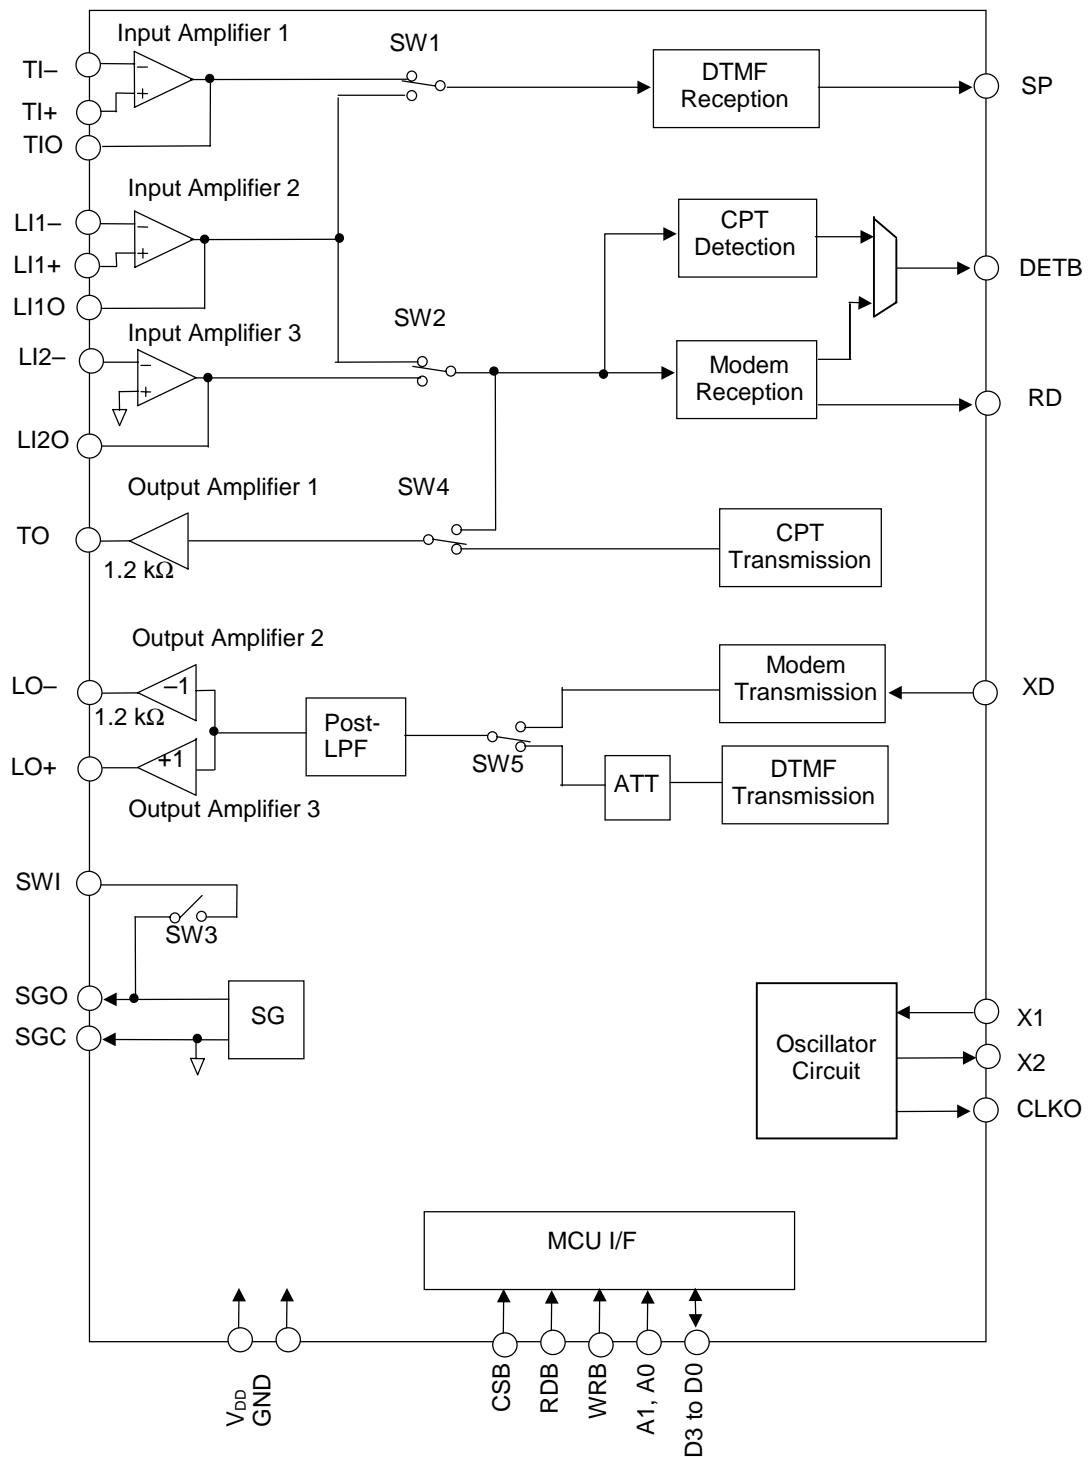 Input Amplifier 1
SW1
TI–
–
+
TI+
TIO
DTMF
Reception
SP
Input Amplifier 2
LI1–
–
+
LI1+
LI1O
CPT
Detection
DETB
Input Amplifier 3
SW2
LI2–
–
+
LI2O
Modem
Reception
RD
Output Amplifier 1
SW4
TO
1.2 kΩ
CPT
Transmission
Output Amplifier 2
LO–
–1
1.2 kΩ
LO+
+1
Output Amplifier 3
Post-
LPF
SW5
Modem
Transmission
XD
ATT
DTMF
Transmission
SWI
SW3
SGO
SGC
SG
Oscillator
Circuit
X1
X2
CLKO
MCU I/F
VDD
GND
CSB
RDB
WRB
A1, A0
D3 to D0